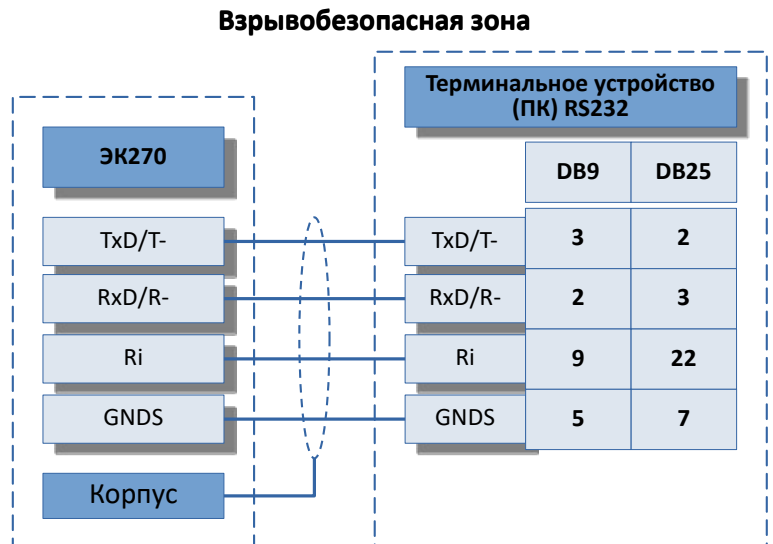 Взрывобезопасная зона
Терминальное устройство
(ПК) RS232
ЭК270
DB9 DB25
TxD/T- TxD/T- 3 2
RxD/R- RxD/R- 2 3
Ri Ri 9 22
GNDS GNDS 5 7
Корпус